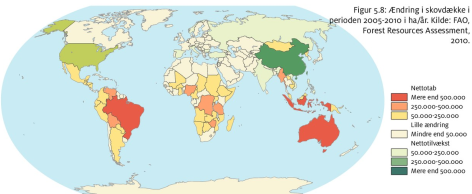 Figur 5.8: Ændring i skovdække i
perioden 2005-2010 i ha/år. Kilde: FAO,
Forest Resources Assessment,
2010.
Nettotab
Mere end 500.000
250.000-500.000
50.000-250.000
Lille ændring
Mindre end 50.000
Nettotilvækst
50.000-250.000
250.000-500.000
Mere end 500.000